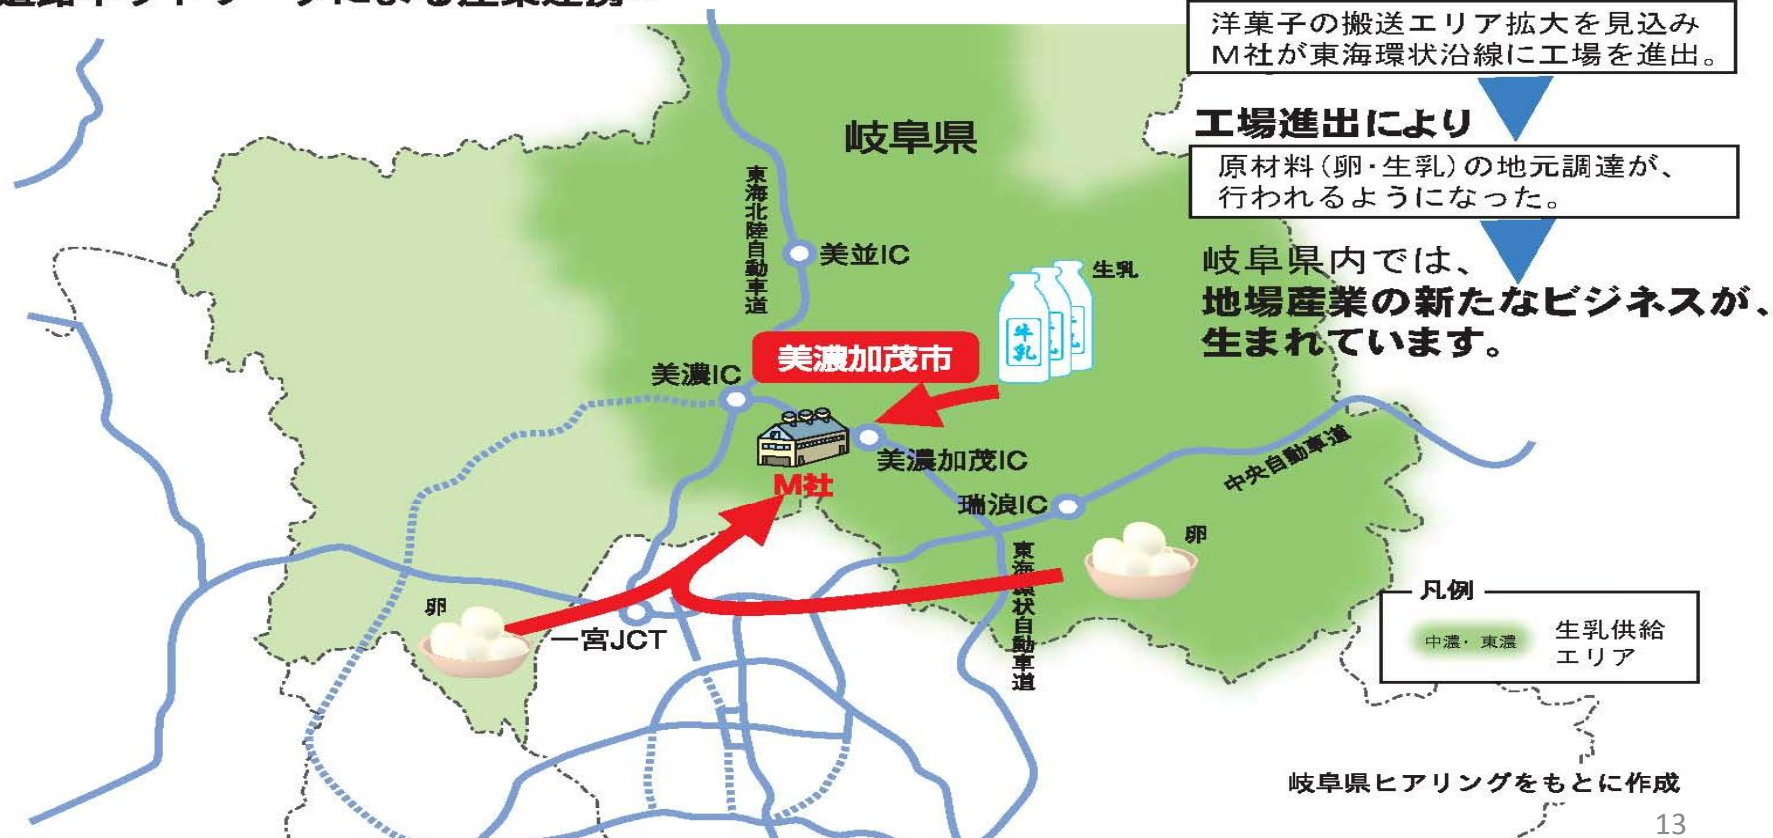 洋菓子の搬送エリア拡大を見込み
M社が東海環状沿線に工場を進出。
工場進出により
原材料(卵・生乳)の地元調達が、
行われるようになった。
岐阜県内では、
地場産業の新たなビジネスが、
生まれています。
岐阜県
東海北陸自動車道
美並IC
生乳
牛乳
美濃加茂市
美濃IC
美濃加茂IC
M社
瑞浪IC
中央自動車道
卵
東海環状自動車道
卵
一宮JCT
凡例
中濃・東濃
生乳供給
エリア
岐阜県ヒアリングをもとに作成
13